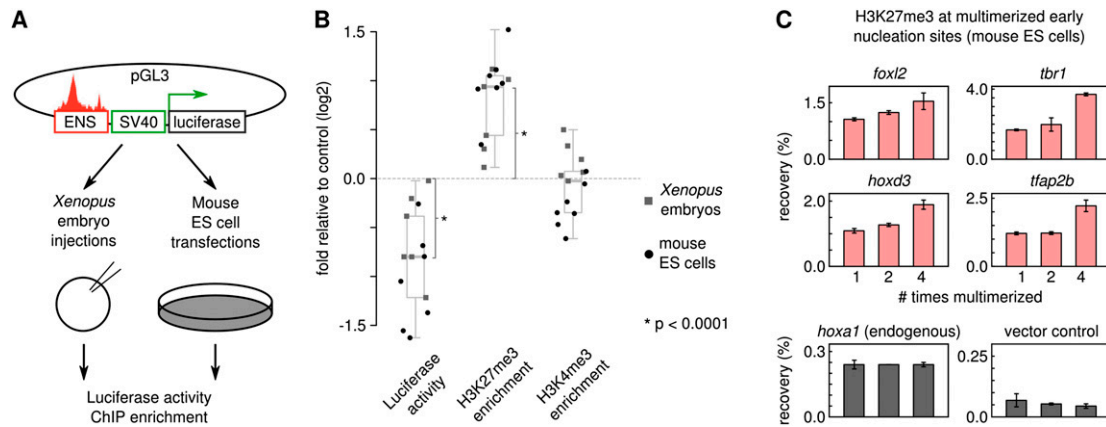 A
pGL3
ENS
SV40
luciferase
Xenopus
embryo
injections
Mouse
ES cell
transfections
Luciferase activity
ChIP enrichment
B
fold relative to control (log2)
1.5
0.0
-1.5
*
*
Luciferase
activity
H3K27me3
enrichment
H3K4me3
enrichment
Xenopus
embryos
mouse
ES cells
* p < 0.0001
C
H3K27me3 at multimerized early
nucleation sites (mouse ES cells)
recovery (%)
foxl2
1.5
0.0
tbr1
4.0
2.0
0.0
hoxd3
2.0
1.0
0.0
tfap2b
2.5
0.0
1 2 4
1 2 4
# times multimerized
recovery (%)
hoxa1 (endogenous)
0.3
0.0
vector control
0.25
0.0